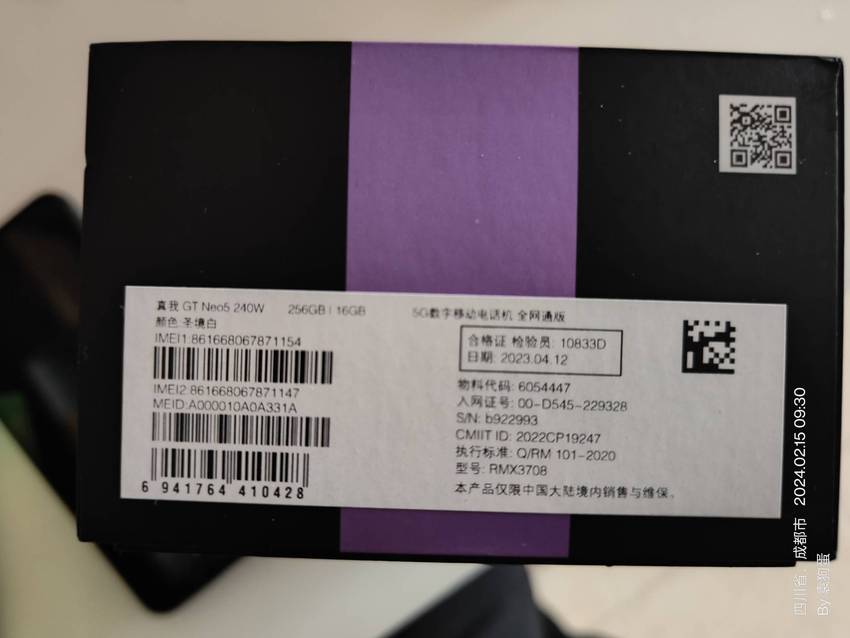 真我 GT Neo5 240W 256GB | 16GB 5G数字移动电话机 全网通版
颜色 圣境白
IMEI1:861668067871154
IMEI2:861668067871147
MEID:A000010A0A331A
6 941764 410428
合格证 检验员: 10833D
日期: 2023.04.12
物料代码: 6054447
入网证号: 00-D545-229328
S/N: b922993
CMIIT ID: 2022CP19247
执行标准: Q/RM 101-2020
型号: RMX3708
本产品仅限中国大陆境内销售与维保。
四川省 . 成都市 2024.02.15 09:30
By 袁狗蛋